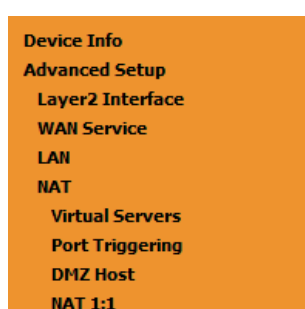 Device Info
Advanced Setup
Layer2 Interface
WAN Service
LAN
NAT
Virtual Servers
Port Triggering
DMZ Host
NAT 1:1